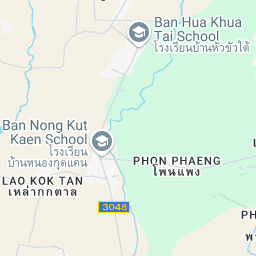 Ban Hua Khua
Tai School
โรงเรียนบ้านหัวขัวใต้
Ban Nong Kut
Kaen School
โรงเรียน
บ้านหนองกุดแคน
PHON PHAENG
โพนแพง
LAO KOK TAN
เหล่ากกตาล
3048
P